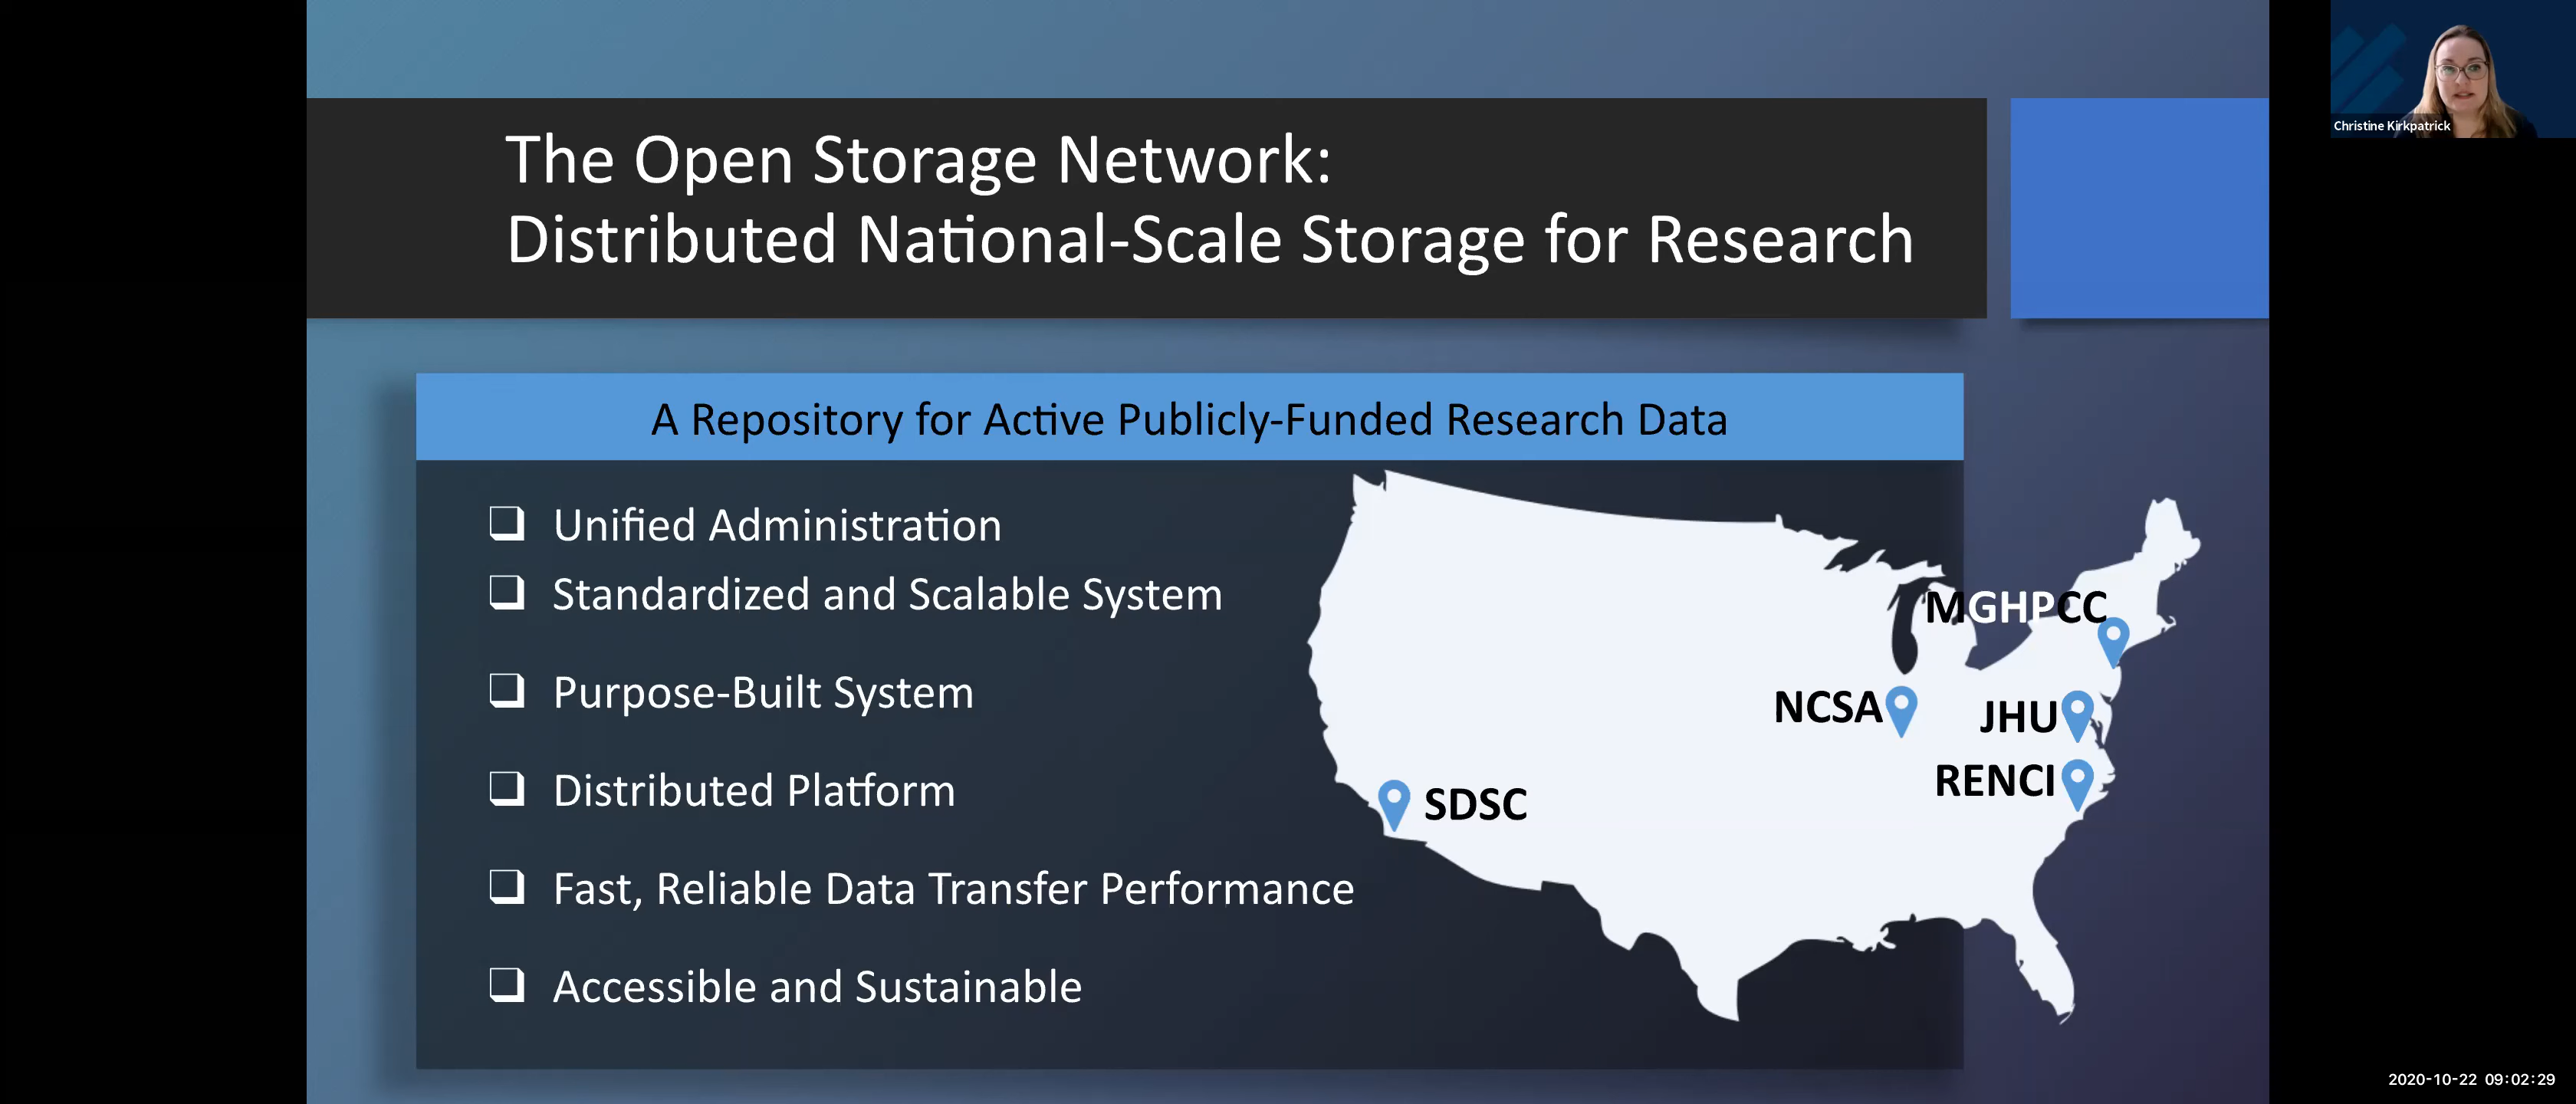 The Open Storage Network:
Distributed National-Scale Storage for Research
Christine Kirkpatrick
A Repository for Active Publicly-Funded Research Data
❑ Unified Administration
❑ Standardized and Scalable System
❑ Purpose-Built System
❑ Distributed Platform
❑ Fast, Reliable Data Transfer Performance
❑ Accessible and Sustainable
MGHPCC
NCSA
JHU
RENCI
SDSC
2020-10-22 09:02:29